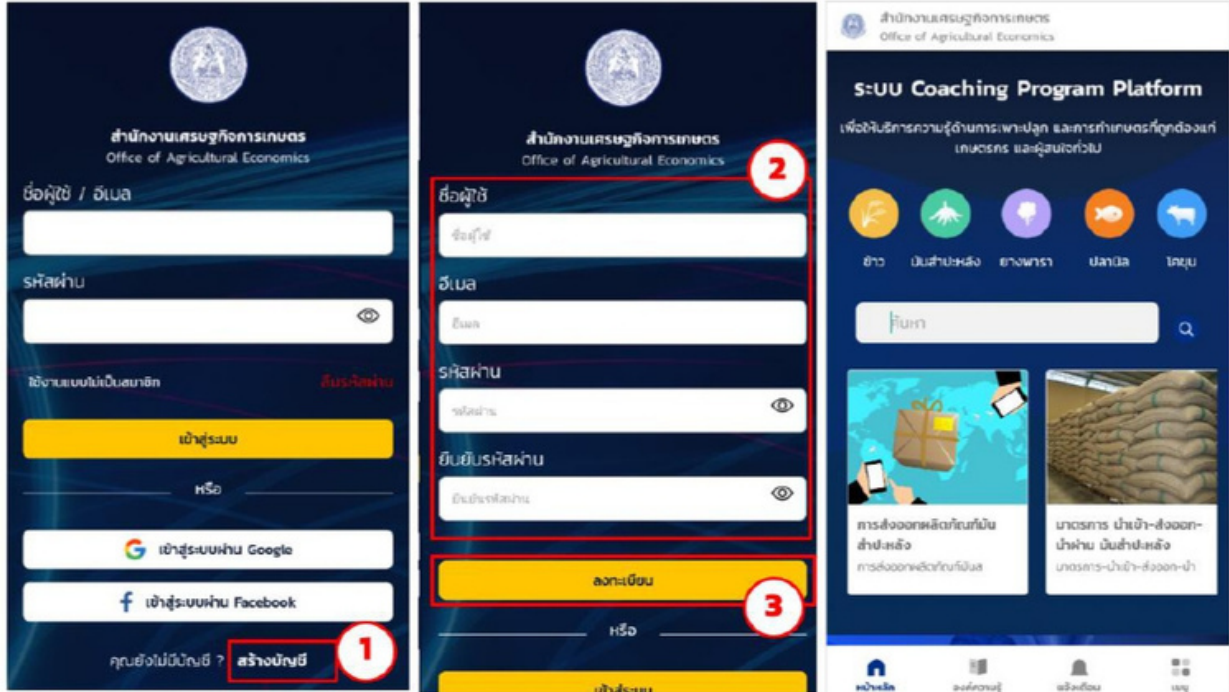 สำนักงานเศรษฐกิจการเกษตร
Office of Agricultural Economics
ชื่อผู้ใช้ / อีเมล
รหัสผ่าน
ใช้งานแบบไม่เป็นสมาชิก
ลืมรหัสผ่าน
เข้าสู่ระบบ
หรือ
เข้าสู่ระบบผ่าน Google
เข้าสู่ระบบผ่าน Facebook
คุณยังไม่มีบัญชี ? สร้างบัญชี
1
สำนักงานเศรษฐกิจการเกษตร
Office of Agricultural Economics
2
ชื่อผู้ใช้
ชื่อผู้ใช้
อีเมล
อีเมล
รหัสผ่าน
รหัสผ่าน
ยืนยันรหัสผ่าน
ยืนยันรหัสผ่าน
ลงทะเบียน
3
หรือ
เข้าสู่ระบบ
สำนักงานเศรษฐกิจการเกษตร
Office of Agricultural Economics
ระบบ Coaching Program Platform
เพื่อให้บริการความรู้ด้านการเพาะปลูก และการทำเกษตรที่ถูกต้องแก่
เกษตรกร และผู้สนใจทั่วไป
ข้าว มันสำปะหลัง ยางพารา ปลานิล โคขุน
ค้นหา
การส่งออกผลิตภัณฑ์มัน
สำปะหลัง
การส่งออกผลิตภัณฑ์มันส
มาตรการ นำเข้า-ส่งออก-
นำผ่าน มันสำปะหลัง
มาตรการ-นำเข้า-ส่งออก-นำ
หน้าหลัก องค์ความรู้ แจ้งเตือน เมนู